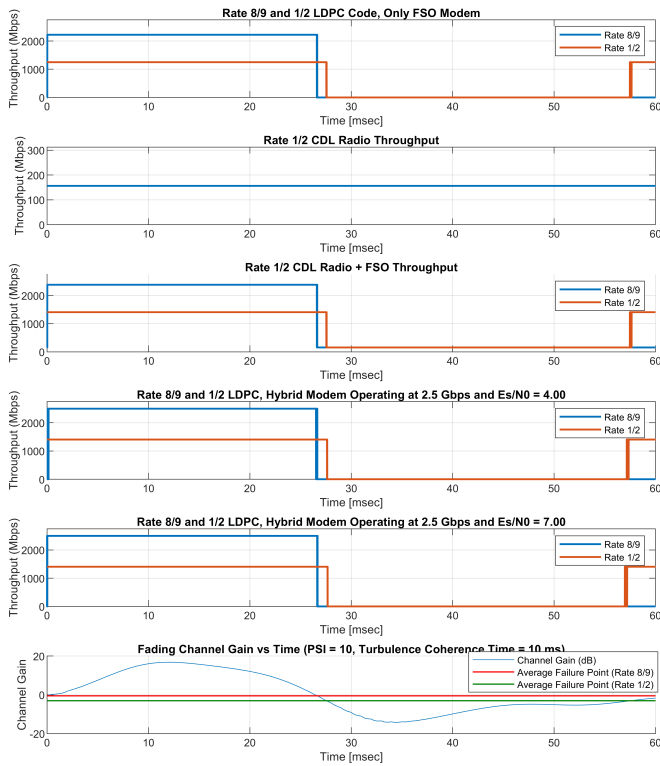 Rate 8/9 and 1/2 LDPC Code, Only FSO Modem
Throughput (Mbps)
2000
1000
0
Rate 8/9
Rate 1/2
0 10 20 30 40 50 60
Time [msec]
Rate 1/2 CDL Radio Throughput
Throughput (Mbps)
300
200
100
0
0 10 20 30 40 50 60
Time [msec]
Rate 1/2 CDL Radio + FSO Throughput
Throughput (Mbps)
2000
1000
0
Rate 8/9
Rate 1/2
0 10 20 30 40 50 60
Time [msec]
Rate 8/9 and 1/2 LDPC, Hybrid Modem Operating at 2.5 Gbps and Es/N0 = 4.00
Throughput (Mbps)
2000
1000
0
Rate 8/9
Rate 1/2
0 10 20 30 40 50 60
Time [msec]
Rate 8/9 and 1/2 LDPC, Hybrid Modem Operating at 2.5 Gbps and Es/N0 = 7.00
Throughput (Mbps)
2000
1000
0
Rate 8/9
Rate 1/2
0 10 20 30 40 50 60
Time [msec]
Fading Channel Gain vs Time (PSI = 10, Turbulence Coherence Time = 10 ms)
Channel Gain
20
0
-20
Channel Gain (dB)
Average Failure Point (Rate 8/9)
Average Failure Point (Rate 1/2)
0 10 20 30 40 50 60
Time [msec]